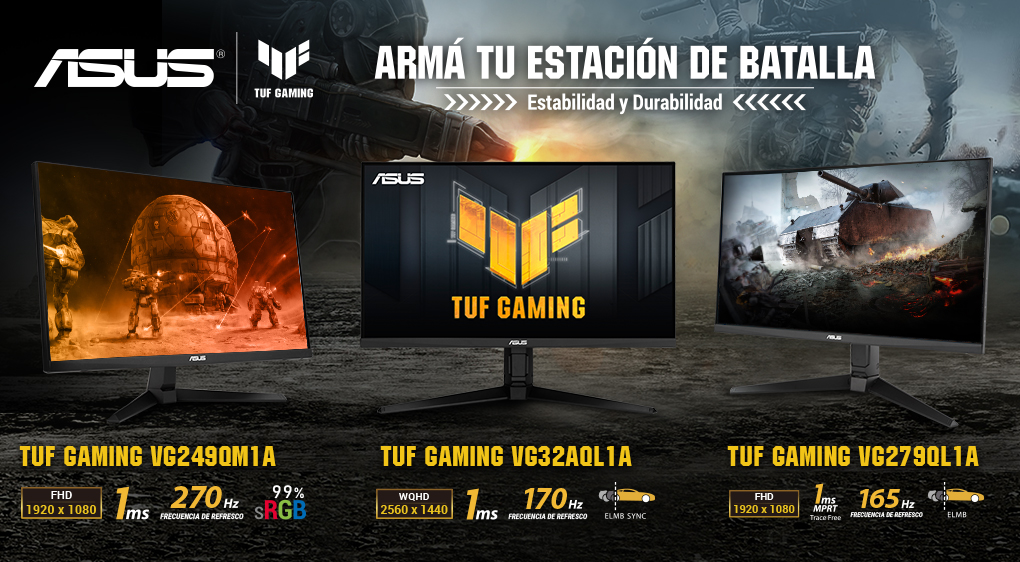 ASUS®
TUF GAMING
ARMÁ TU ESTACIÓN DE BATALLA
Estabilidad y Durabilidad
ASUS
TUF GAMING
ASUS
ASUS
ASUS
TUF GAMING VG249QM1A
FHD
1920 x 1080
1ms
270 Hz
FRECUENCIA DE REFRESCO
99%
sRGB
TUF GAMING VG32AQL1A
WQHD
2560 x 1440
1ms
170 Hz
FRECUENCIA DE REFRESCO
ELMB SYNC
TUF GAMING VG279QL1A
FHD
1920 x 1080
1ms
MPRT
Trace Free
165 Hz
FRECUENCIA DE REFRESCO
ELMB